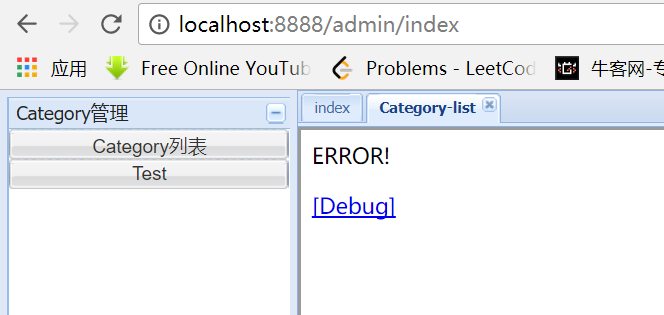 localhost:8888/admin/index
应用 Free Online YouTub Problems - LeetCod 牛客网-专
Category管理 index Category-list
Category列表 ERROR!
Test
[Debug]